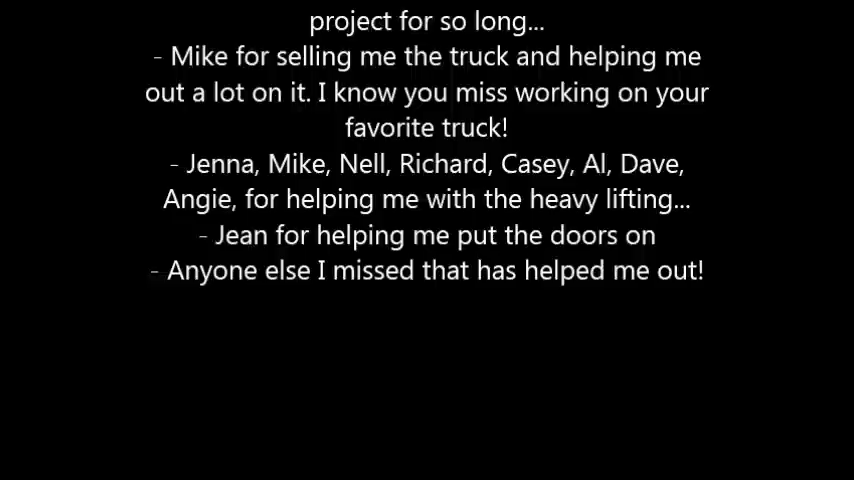 project for so long...
- Mike for selling me the truck and helping me
out a lot on it. I know you miss working on your
favorite truck!
- Jenna, Mike, Nell, Richard, Casey, Al, Dave,
Angie, for helping me with the heavy lifting...
- Jean for helping me put the doors on
- Anyone else I missed that has helped me out!